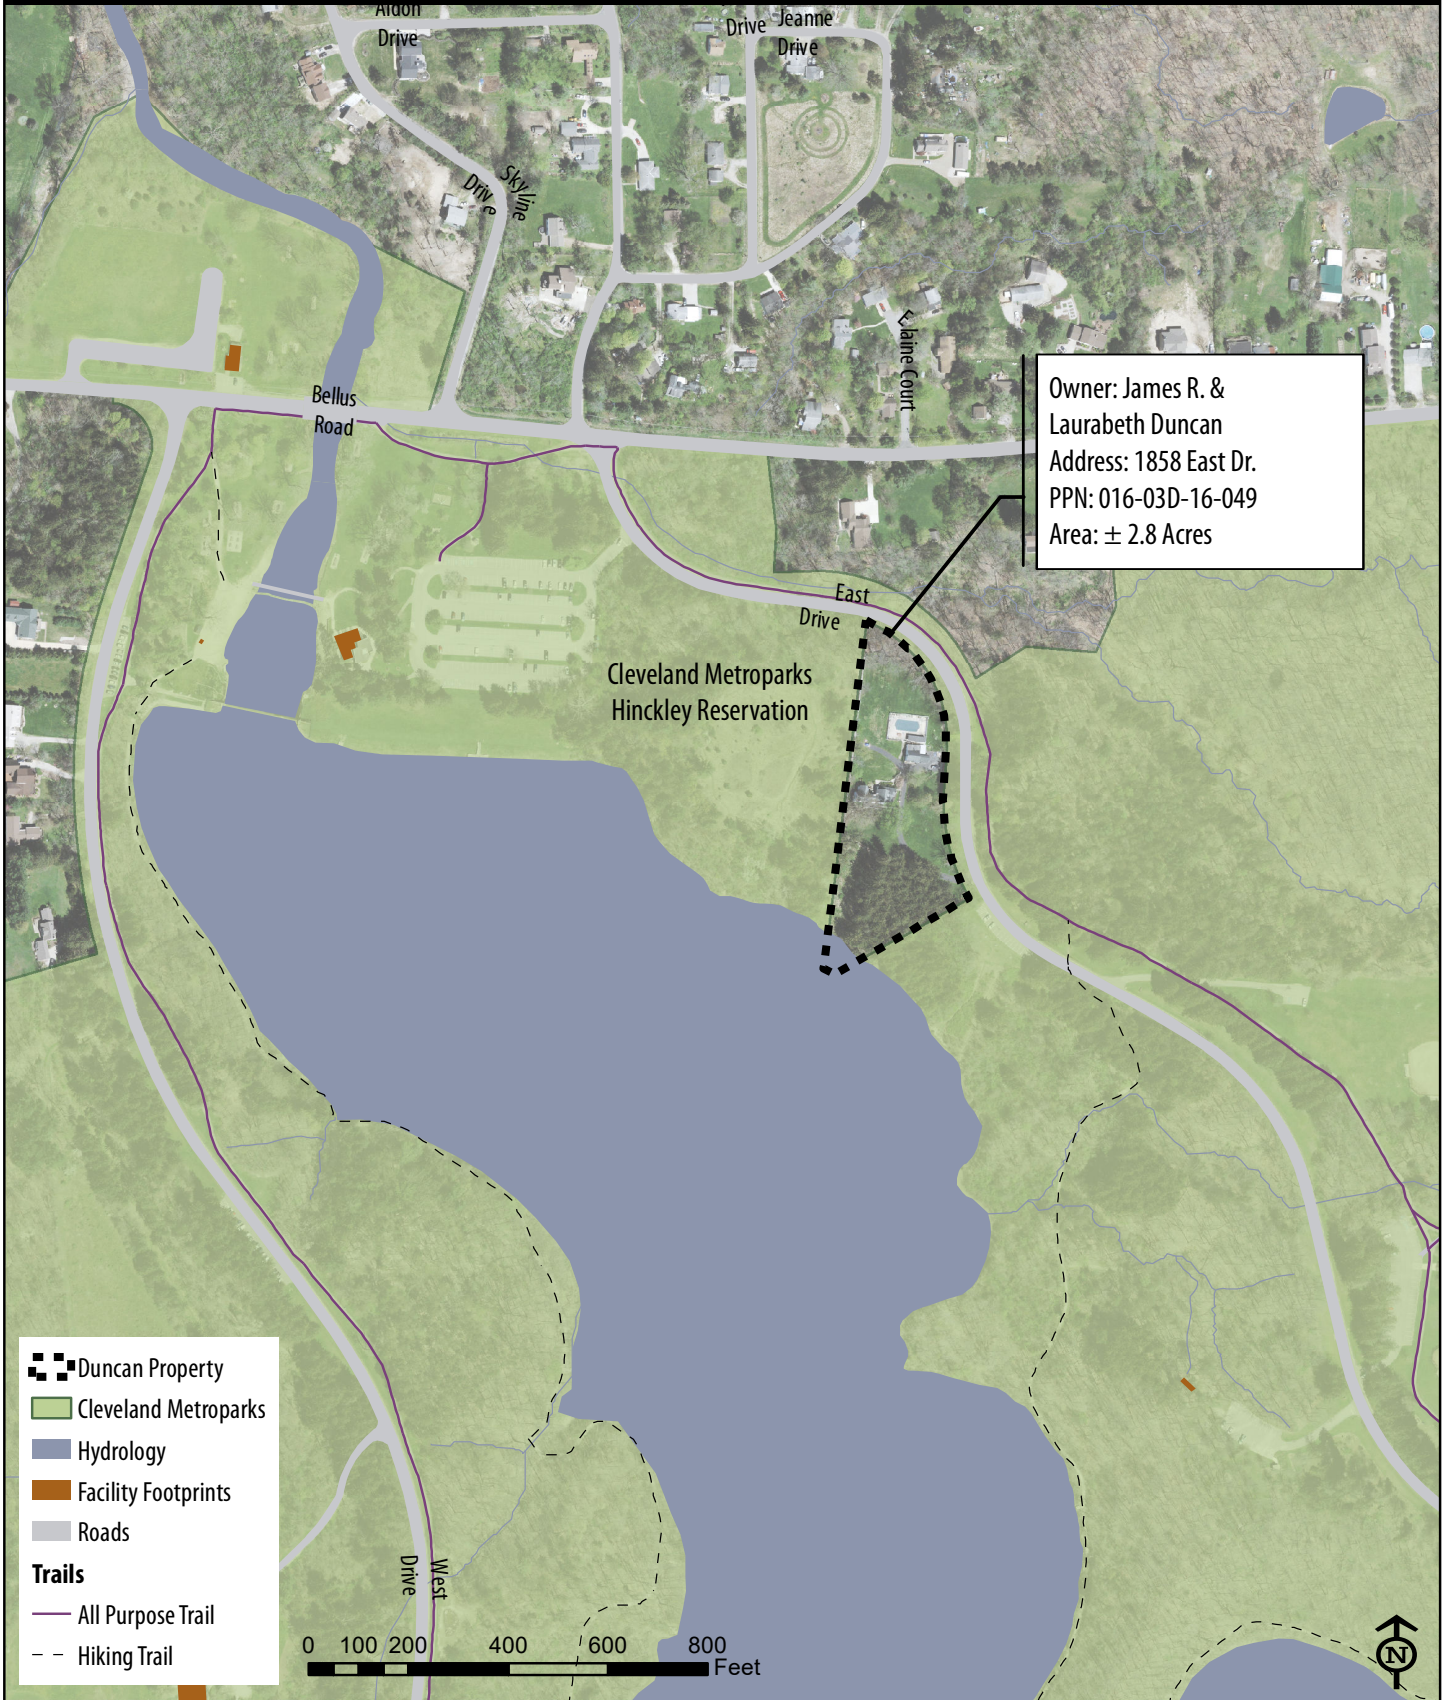 Aldon
Drive
Drive
Jeanne
Drive
Skyline
Drive
Elaine Court
Bellus
Road
Owner: James R. &
Laurabeth Duncan
Address: 1858 East Dr.
PPN: 016-03D-16-049
Area: ± 2.8 Acres
East
Drive
Cleveland Metroparks
Hinckley Reservation
Duncan Property
Cleveland Metroparks
Hydrology
Facility Footprints
Roads
Trails
All Purpose Trail
Hiking Trail
West
Drive
0 100 200 400 600 800
Feet
N